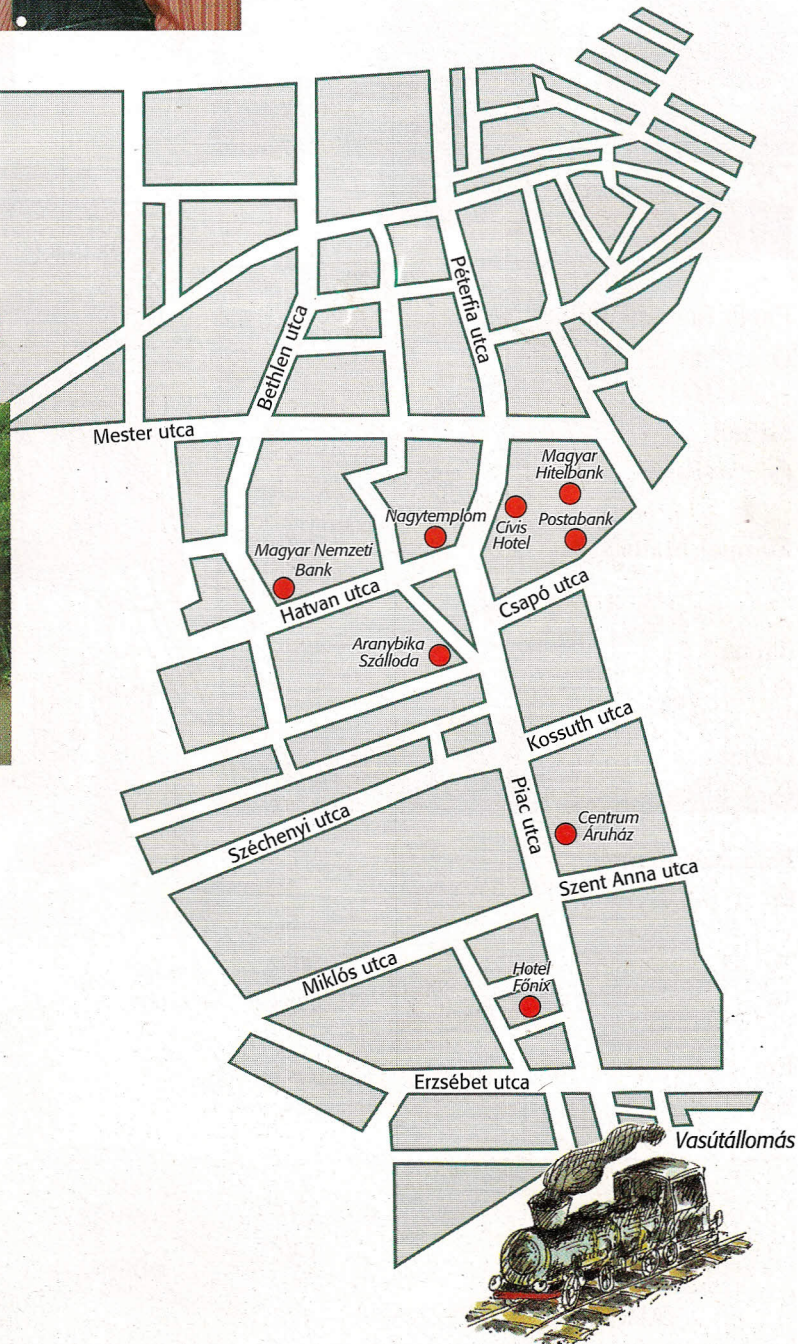 Péterfia utca
Bethlen utca
Mester utca
Magyar
Hitelbank
Nagytemplom
Cívis
Hotel
Postabank
Magyar Nemzeti
Bank
Hatvan utca
Csapó utca
Aranybika
Szálloda
Kossuth utca
Piac utca
Széchenyi utca
Centrum
Áruház
Szent Anna utca
Miklós utca
Hotel
Főnix
Erzsébet utca
Vasútállomás